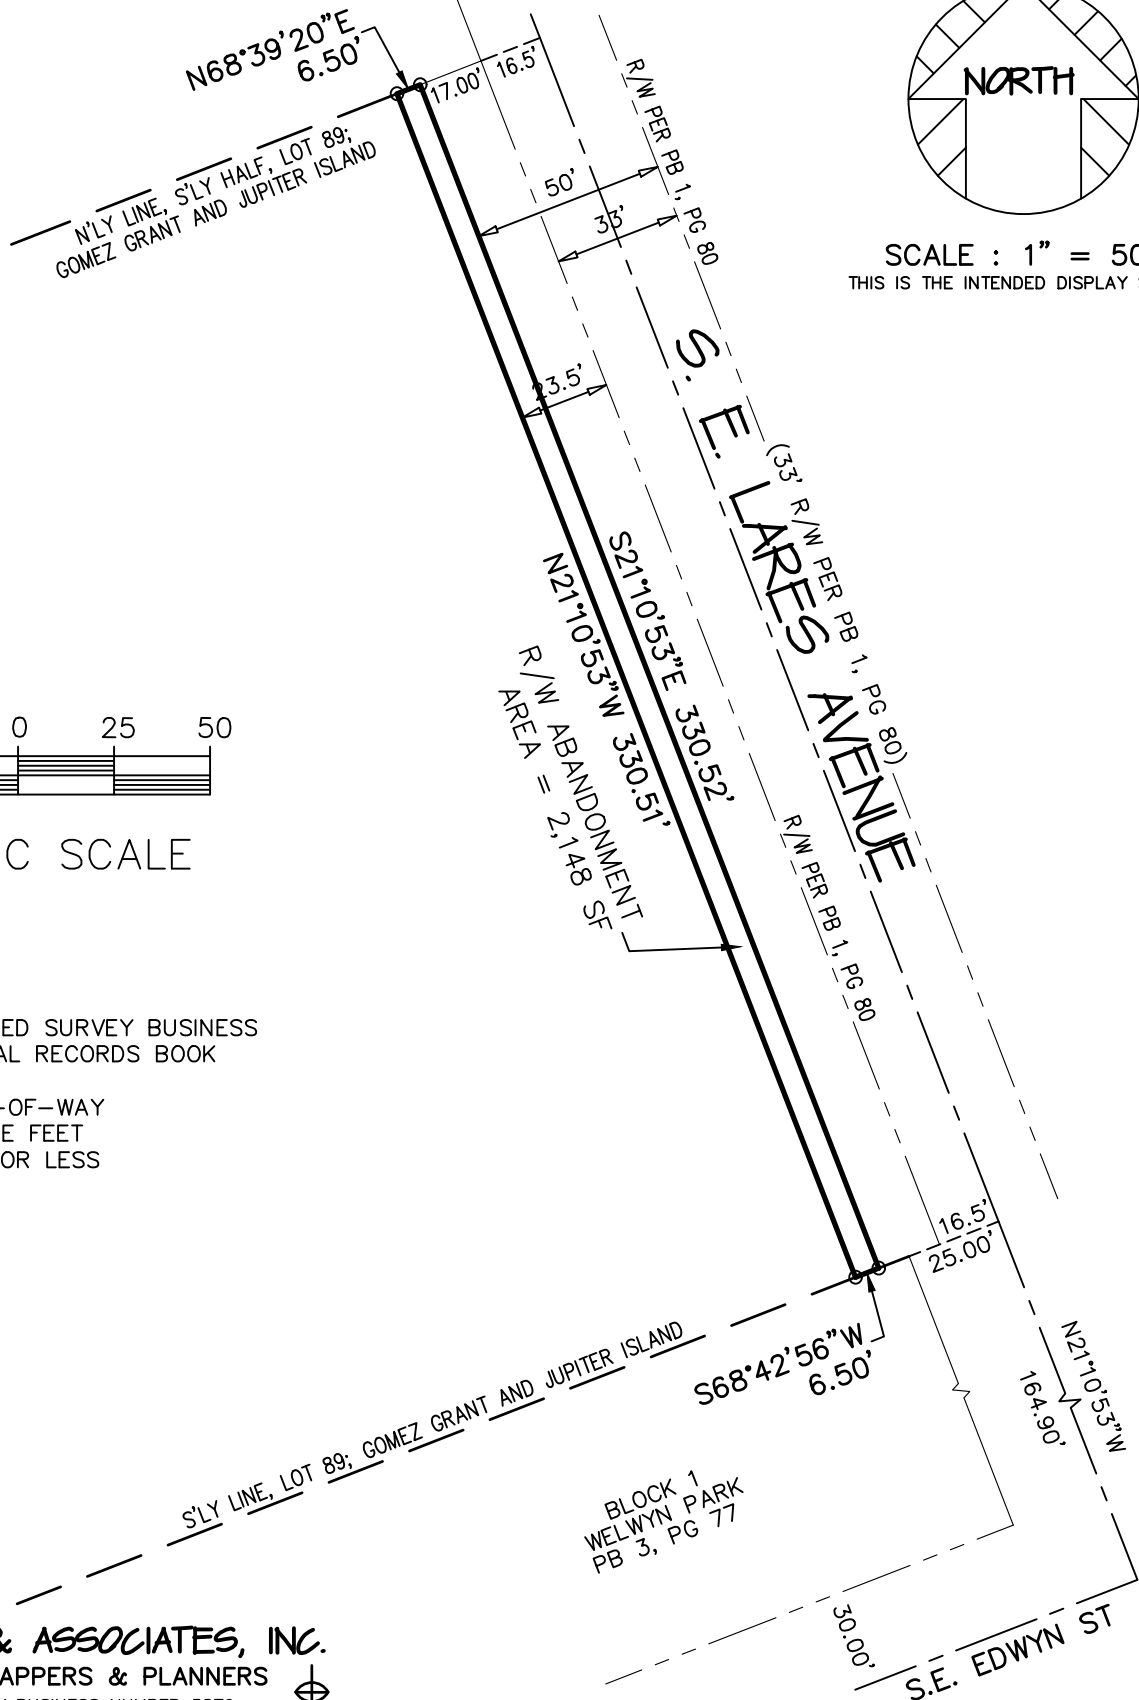 N68°39'20"E
6.50'
17.00'
16.5'
NORTH
N'LY LINE, S'LY HALF, LOT 89;
GOMEZ GRANT AND JUPITER ISLAND
R/W PER PB 1, PG 80
50'
33'
SCALE : 1" = 50
THIS IS THE INTENDED DISPLAY
23.5'
S. E. LARES AVENUE
(33' R/W PER PB 1, PG 80)
S21°10'53"E 330.52'
N21°10'53"W 330.51'
R/W ABANDONMENT
AREA = 2,148 SF
0 25 50
C SCALE
R/W PER PB 1, PG 80
ED SURVEY BUSINESS
AL RECORDS BOOK
-OF-WAY
E FEET
OR LESS
16.5'
25.00'
S68°42'56"W
6.50'
N21°10'53"W
164.90'
S'LY LINE, LOT 89; GOMEZ GRANT AND JUPITER ISLAND
BLOCK 1
WELWYN PARK
PB 3, PG 77
30.00'
S.E. EDWYN ST
& ASSOCIATES, INC.
APPERS & PLANNERS
BUSINESS NUMBER